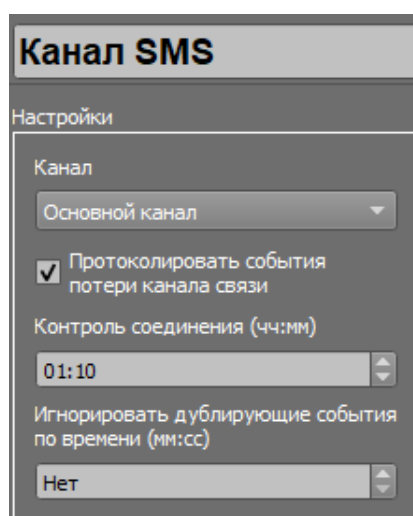 Канал SMS
Настройки
Канал
Основной канал
Протоколировать события
потери канала связи
Контроль соединения (чч:мм)
01:10
Игнорировать дублирующие события
по времени (мм:сс)
Нет